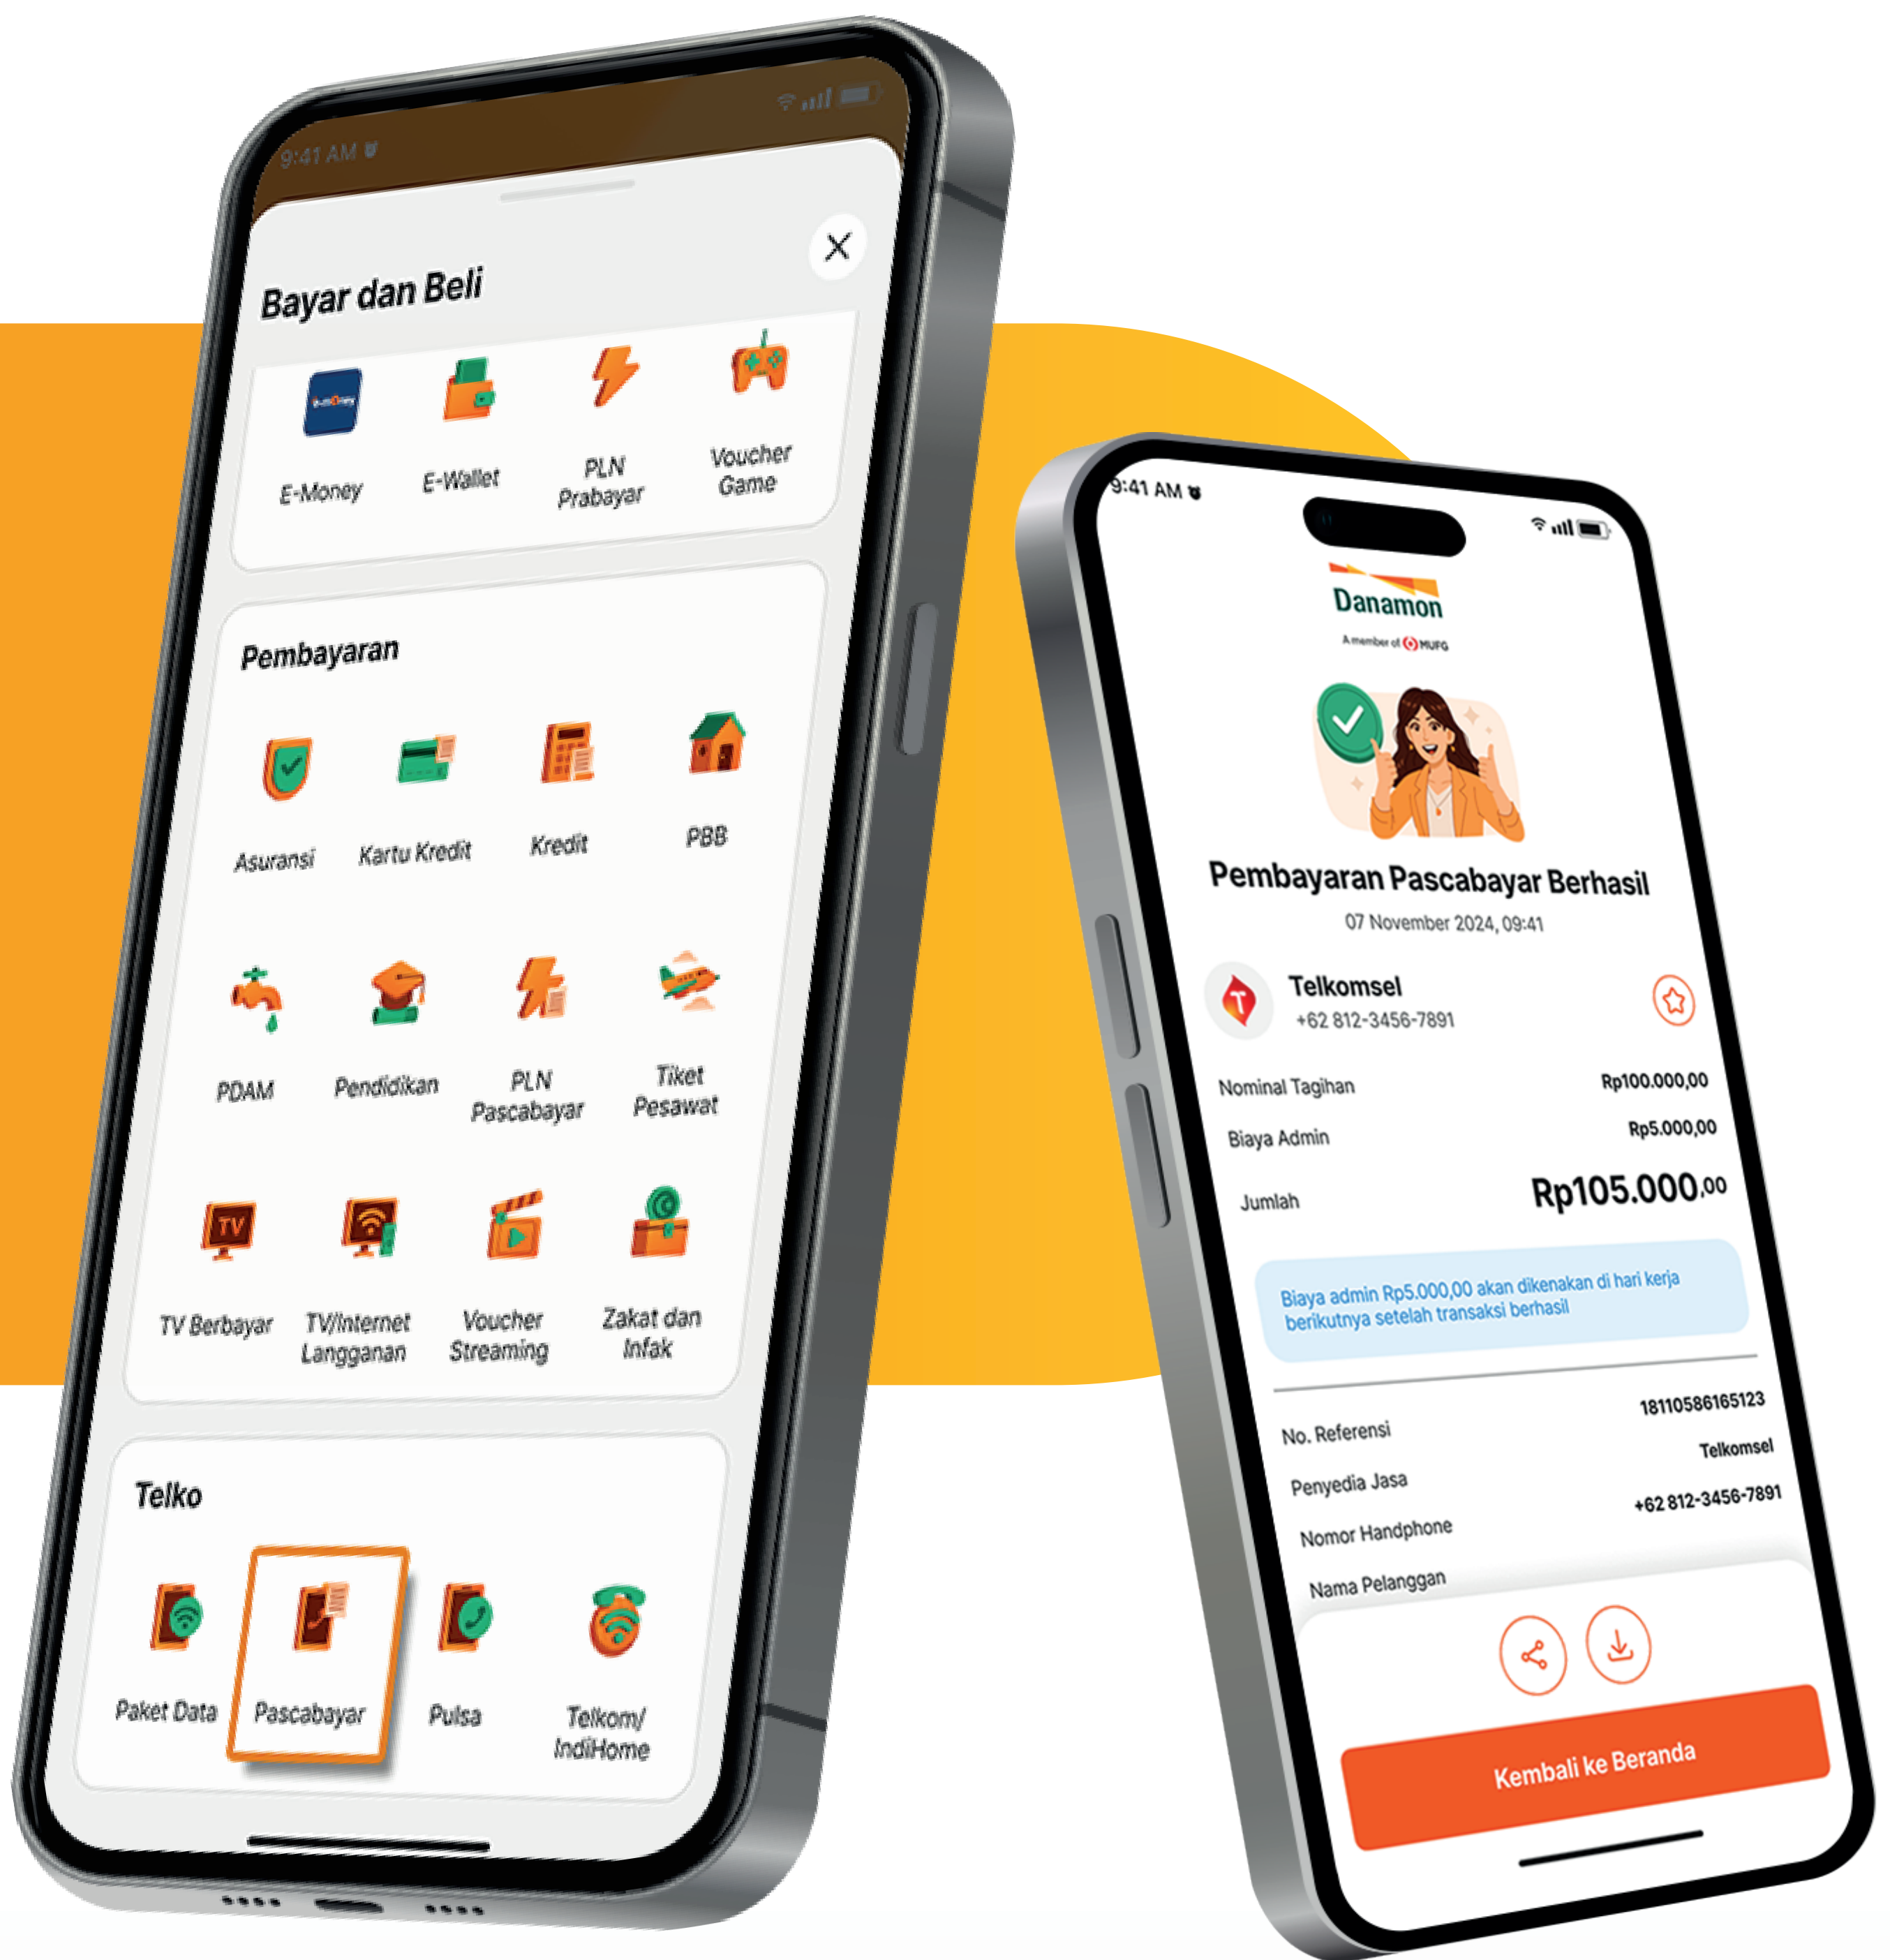 9:41 AM
Bayar dan Beli
E-Money
E-Wallet
PLN
Prabayar
Voucher
Game
Pembayaran
Asuransi
Kartu Kredit
Kredit
PBB
PDAM
Pendidikan
PLN
Pascabayar
Tiket
Pesawat
TV
TV Berbayar
TV/Internet
Langganan
Voucher
Streaming
Zakat dan
Infak
Telko
Paket Data
Pascabayar
Pulsa
Telkom/
IndiHome
9:41 AM
Danamon
A member of MUFG
Pembayaran Pascabayar Berhasil
07 November 2024, 09:41
T
Telkomsel
+62 812-3456-7891
Nominal Tagihan Rp100.000,00
Biaya Admin Rp5.000,00
Jumlah Rp105.000,00
Biaya admin Rp5.000,00 akan dikenakan di hari kerja
berikutnya setelah transaksi berhasil
No. Referensi 18110586165123
Penyedia Jasa Telkomsel
Nomor Handphone +62 812-3456-7891
Nama Pelanggan
Kembali ke Beranda